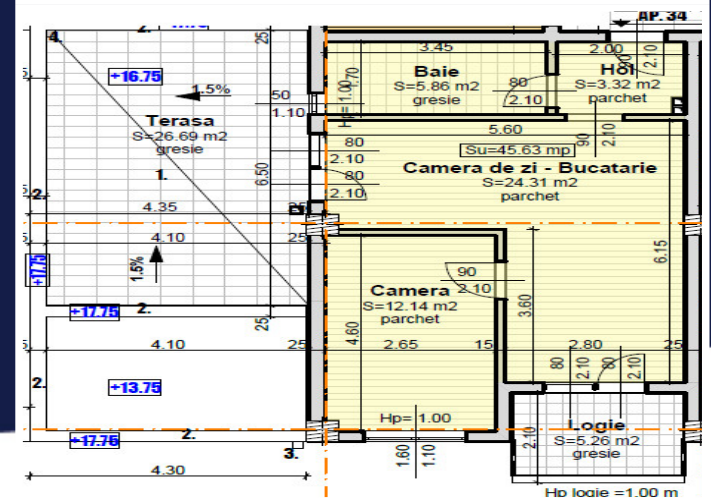 AP. 34
2.
17.75
4.
25
3.45
2.00
+16.75
1.5%
Baie
S=5.86 m2
gresie
1.70
Hp= 1.00
80
2.10
90
2.10
Hol
S=3.32 m2
parchet
50
1.10
Terasa
S=26.69 m2
gresie
5.60
80
2.10
80
2.10
90
2.10
Su=45.63 mp
Camera de zi - Bucatarie
S=24.31 m2
parchet
1.
6.50
2.
4.35
25
4.10
25
1.5%
+17.75
6.15
Camera
S=12.14 m2
parchet
90
2.10
+17.75
2.
25
4.60
3.60
4.10
25
2.65
15
2.80
25
80
2.10
80
2.10
2.
+13.75
Hp= 1.00
+17.75
2.
3.
1.60
1.10
2.10
Logie
S=5.26 m2
gresie
4.30
Hp logie =1.00 m